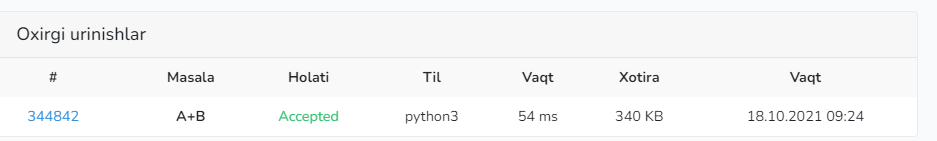 Oxirgi urinishlar
# Masala Holati Til Vaqt Xotira Vaqt
344842 A+B Accepted python3 54 ms 340 KB 18.10.2021 09:24